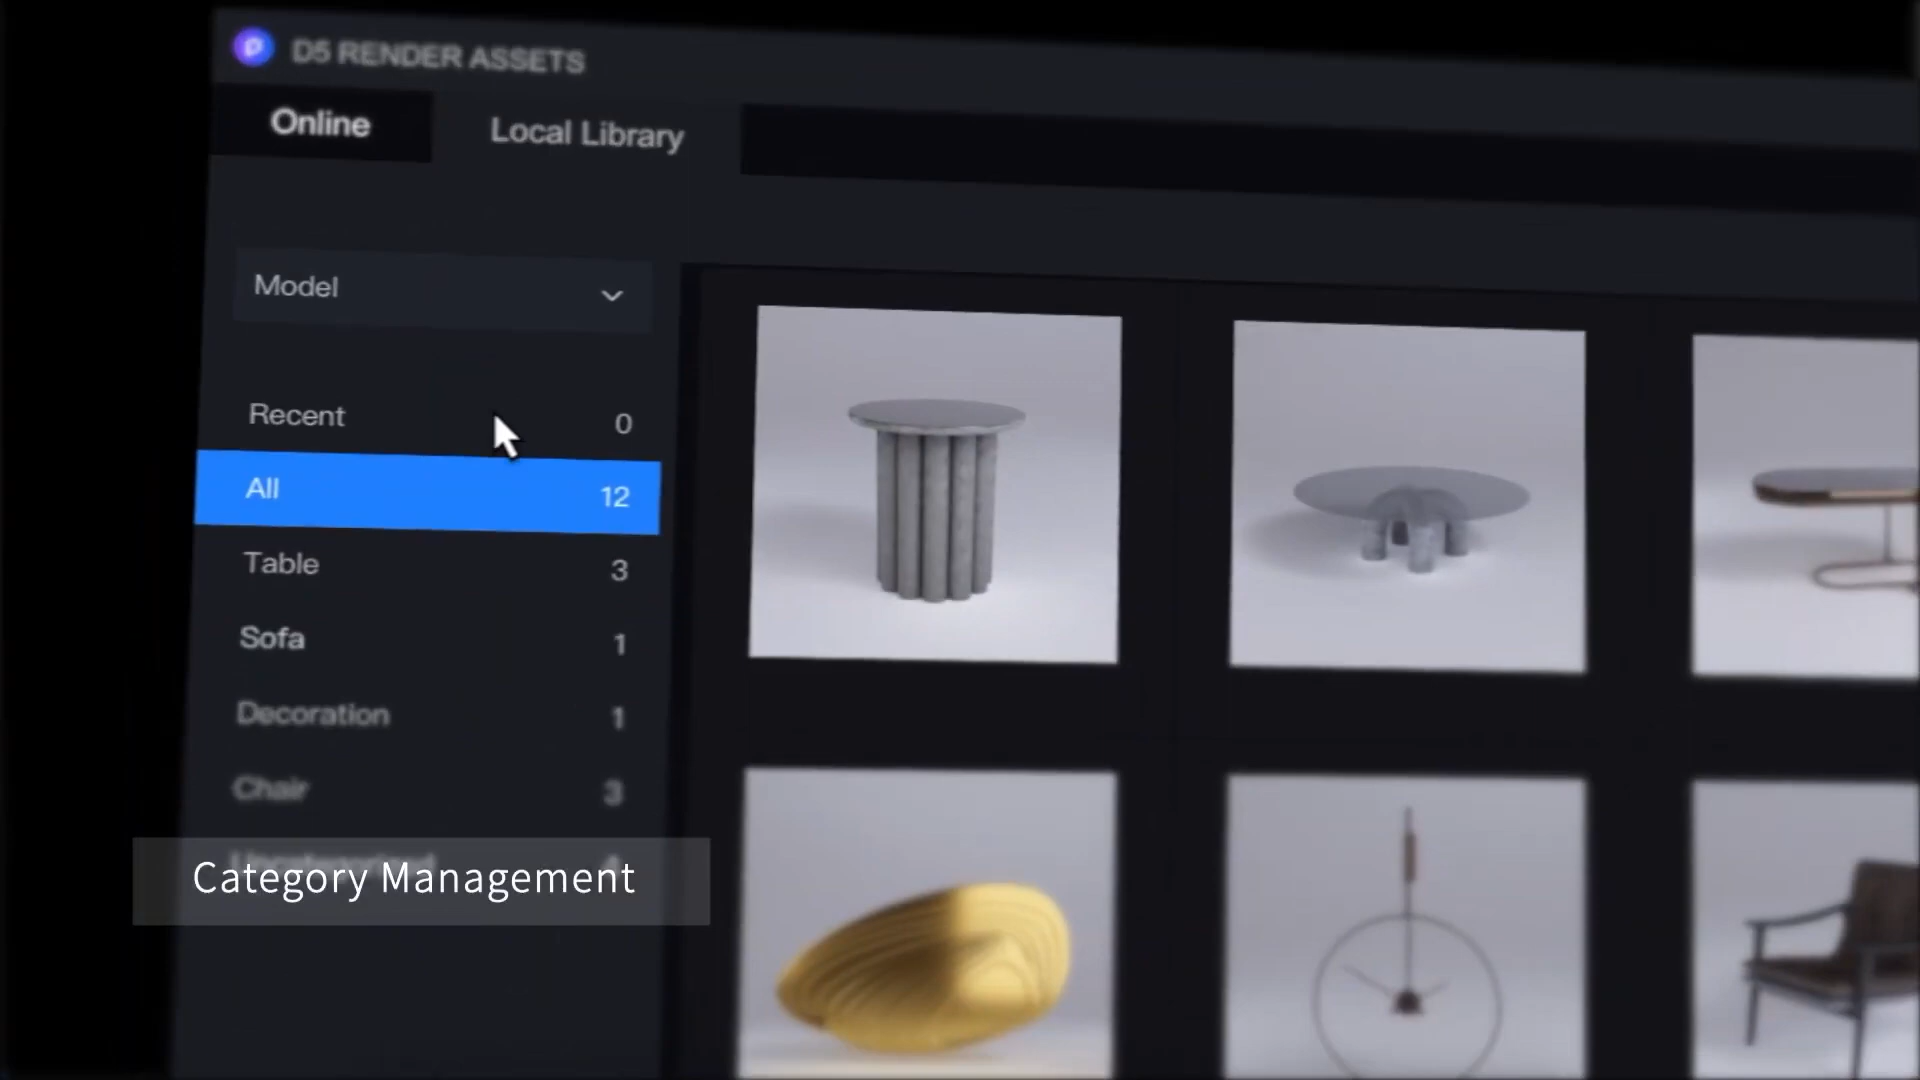 D5 RENDER ASSETS
Online
Local Library
Model
Recent 0
All 12
Table 3
Sofa 1
Decoration 1
Chair 3
Category Management